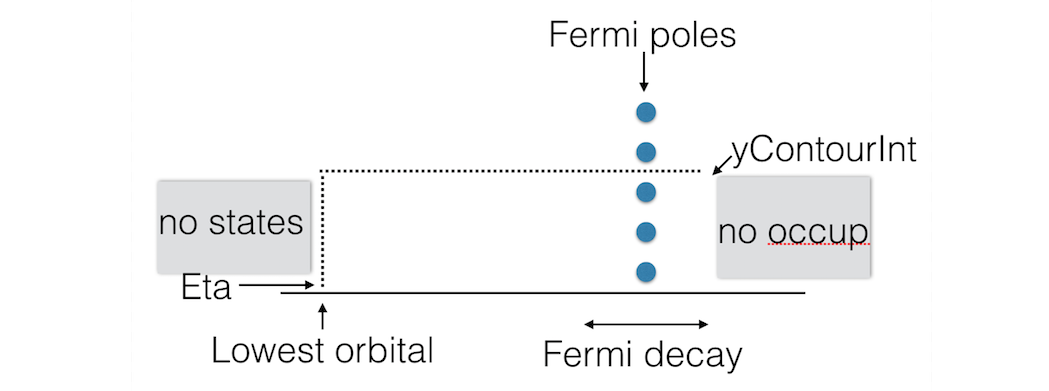 Fermi poles
yContourInt
no states
no occup
Eta
Lowest orbital
Fermi decay